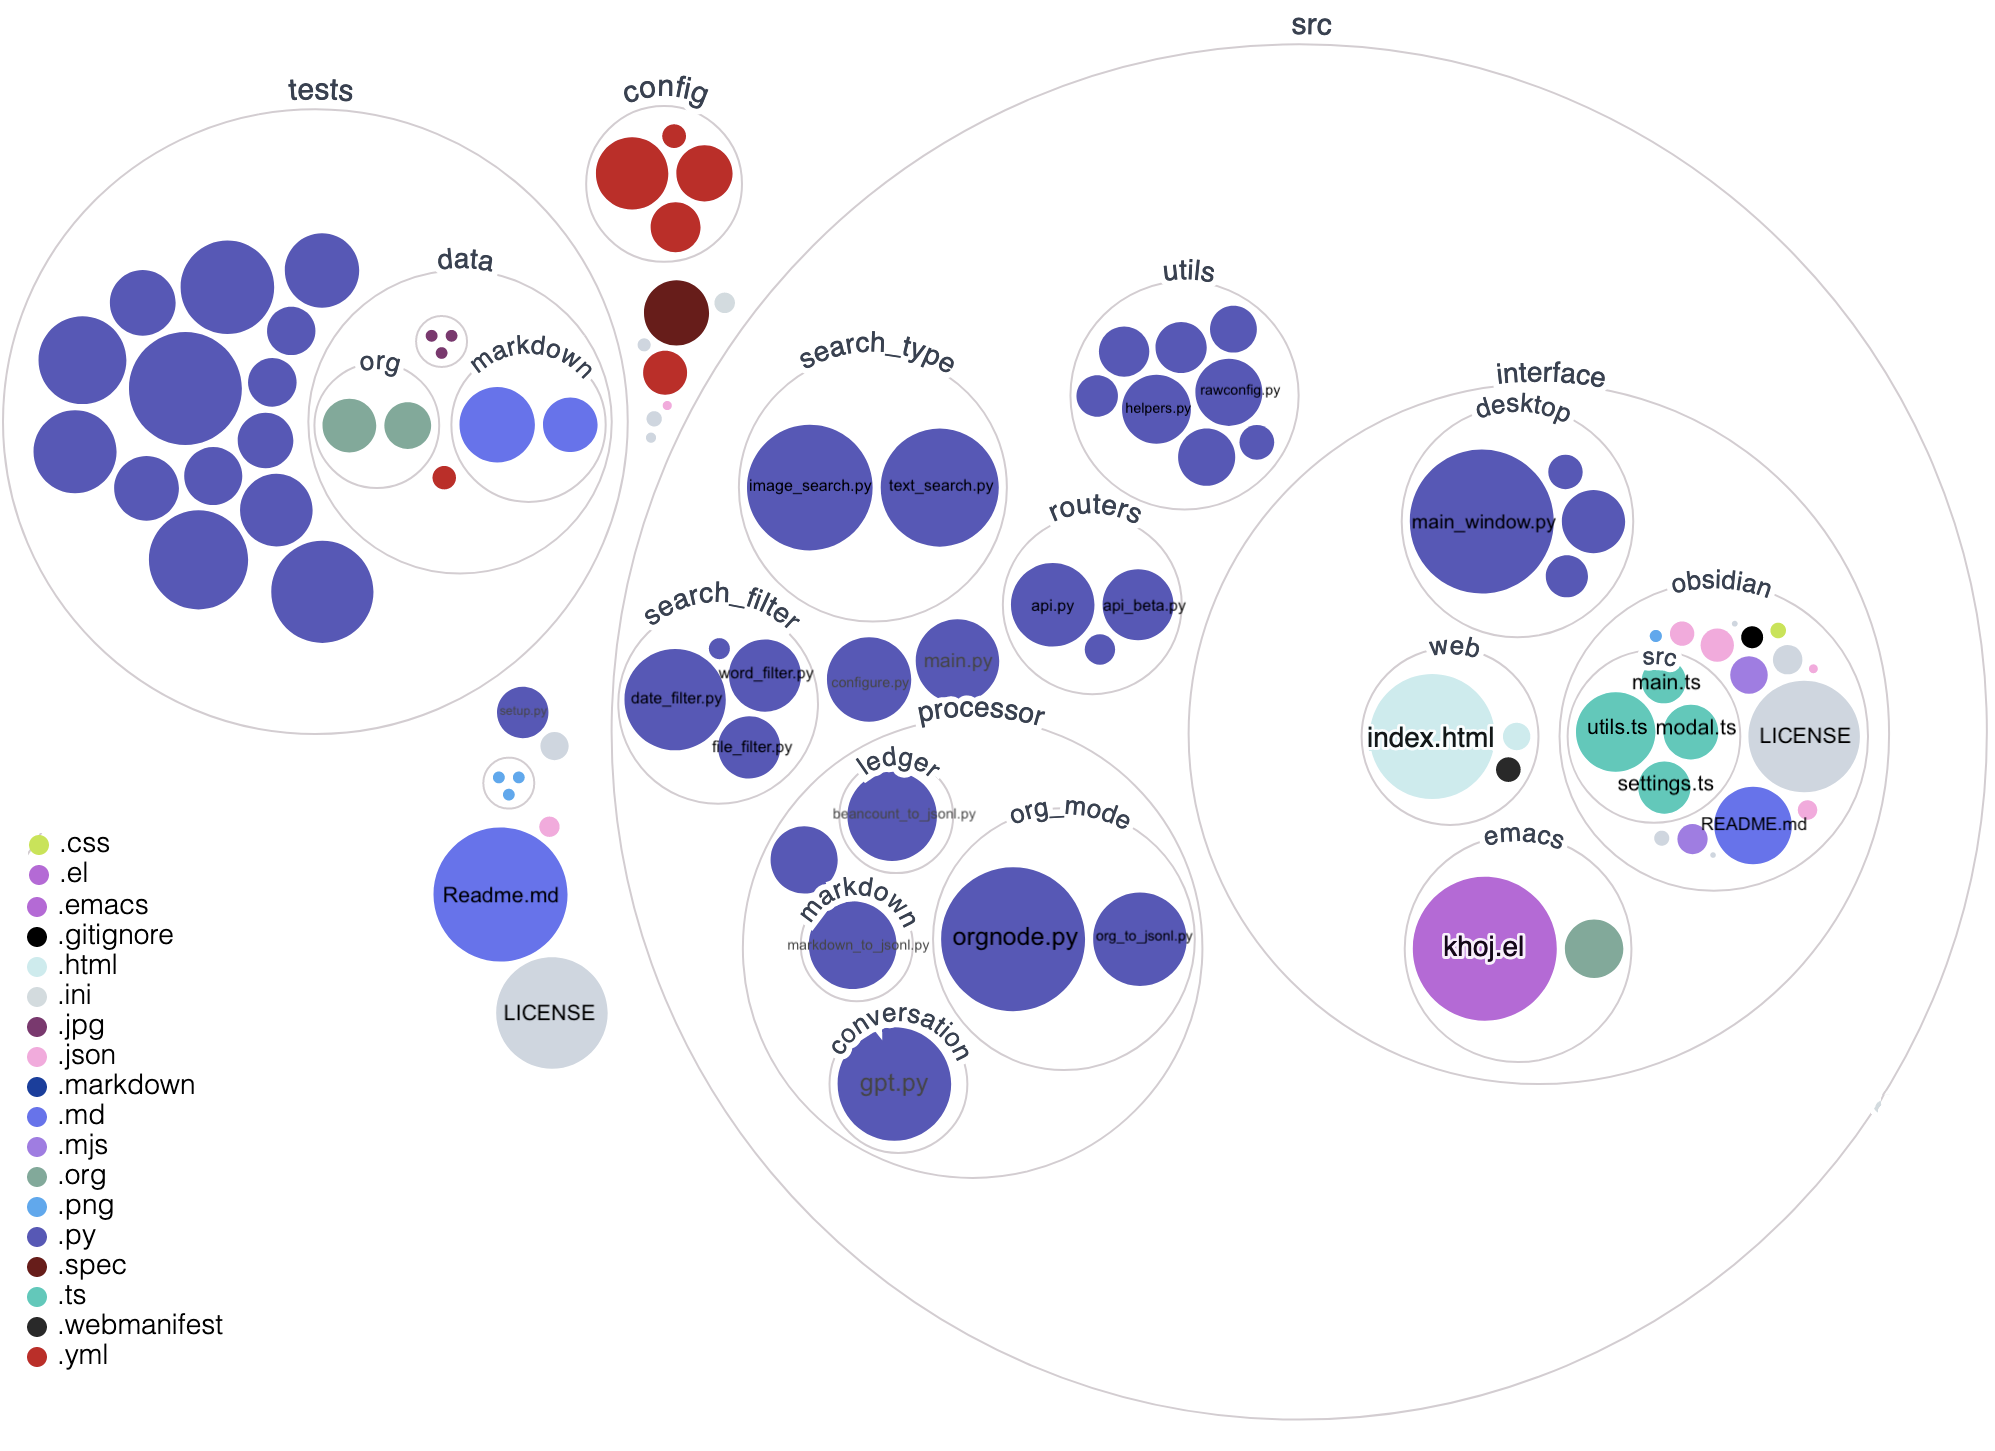 src
tests
config
data
org
markdown
utils
rawconfig.py
helpers.py
search_type
image_search.py
text_search.py
interface
desktop
main_window.py
routers
api.py
api_beta.py
obsidian
src
main.ts
utils.ts
modal.ts
settings.ts
LICENSE
README.md
web
index.html
emacs
khoj.el
search_filter
word_filter.py
date_filter.py
file_filter.py
main.py
configure.py
processor
ledger
beancount_to_jsonl.py
org_mode
orgnode.py
org_to_jsonl.py
markdown
markdown_to_jsonl.py
conversation
gpt.py
setup.py
Readme.md
LICENSE
.css
.el
.emacs
.gitignore
.html
.ini
.jpg
.json
.markdown
.md
.mjs
.org
.png
.py
.spec
.ts
.webmanifest
.yml